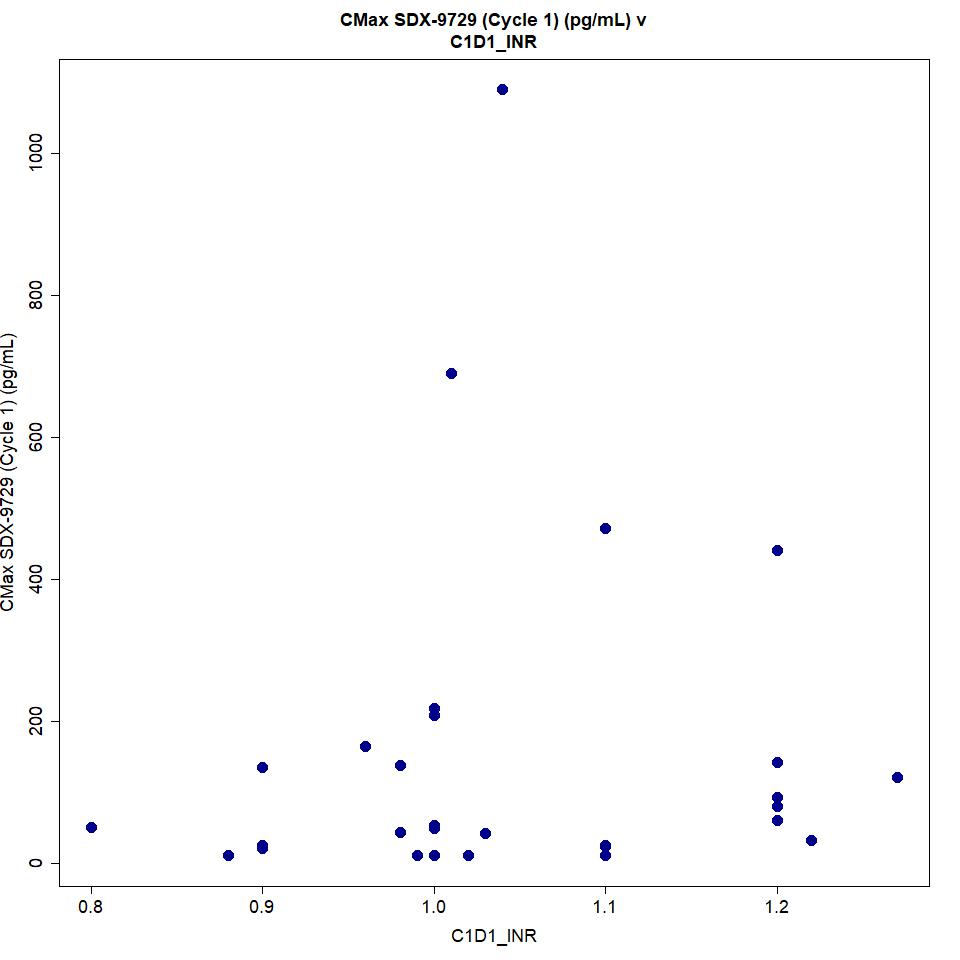 CMax SDX-9729 (Cycle 1) (pg/mL) v
C1D1_INR
1000
800
600
400
200
0
CMax SDX-9729 (Cycle 1) (pg/mL)
0.8 0.9 1.0 1.1 1.2
C1D1_INR